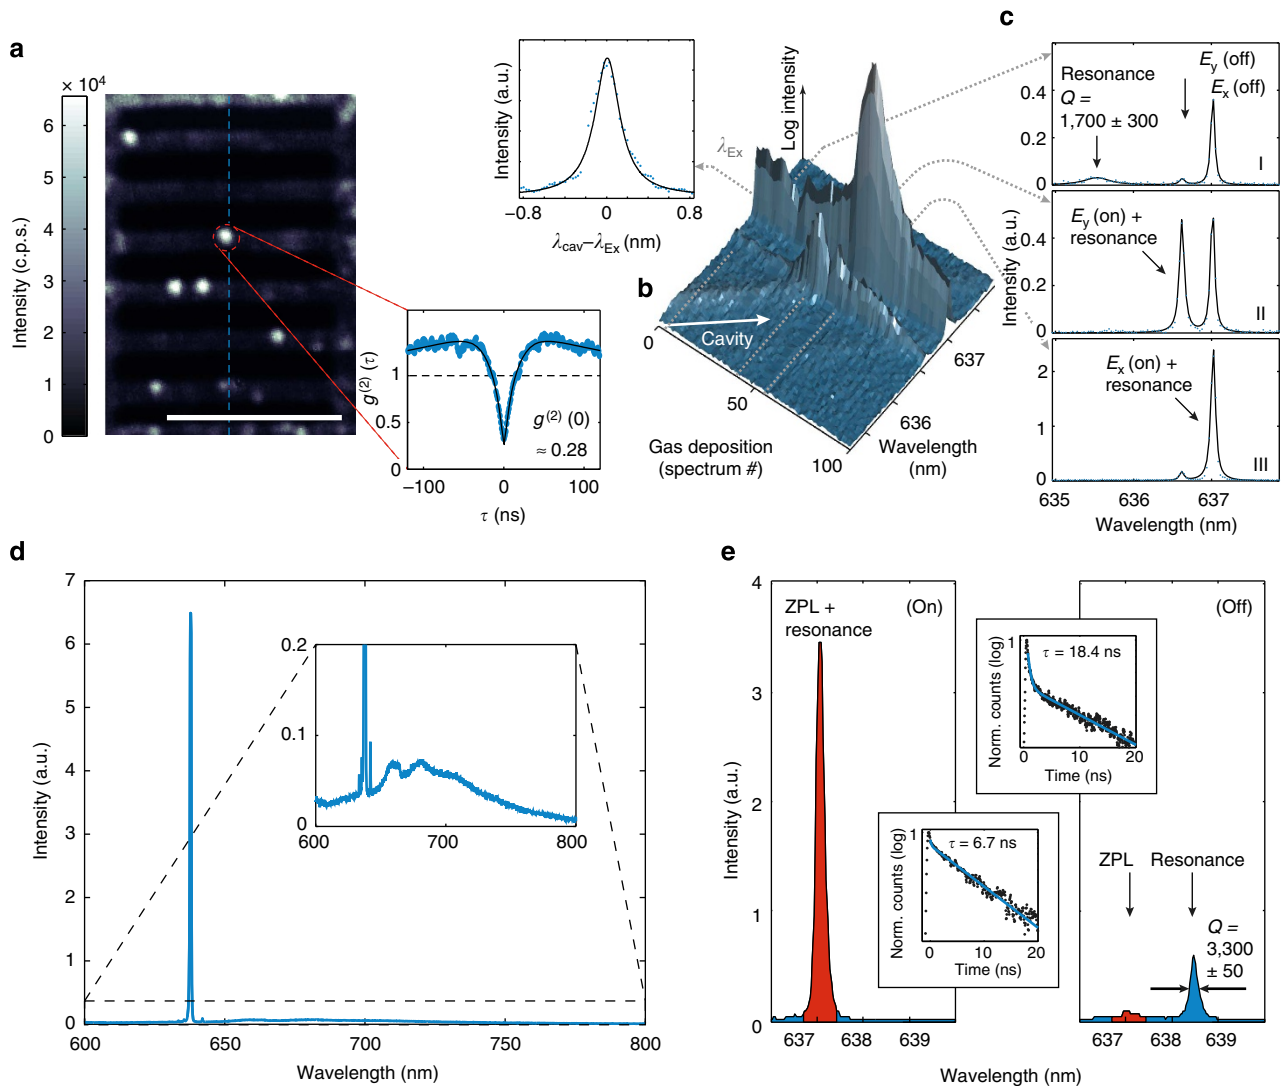 a
× 10⁴
6
5
4
3
2
1
0
Intensity (c.p.s.)
g⁽²⁾ (τ)
1
0.5
0
g⁽²⁾ (0)
≈ 0.28
−100
0
100
τ (ns)
Intensity (a.u.)
−0.8
0
0.8
λcav−λEx (nm)
λEx
b
Log intensity
Cavity
0
50
100
Gas deposition
(spectrum #)
637
636
Wavelength
(nm)
c
Resonance
Q =
1,700 ± 300
Ey (off)
Ex (off)
0.4
0.2
0
I
Ey (on) +
resonance
0.4
0.2
0
II
Ex (on) +
resonance
2
1
0
III
Intensity (a.u.)
635
636
637
Wavelength (nm)
d
7
6
5
4
3
2
1
0
Intensity (a.u.)
0.2
0.1
0
600
700
800
600
650
700
750
800
Wavelength (nm)
e
4
3
2
1
0
Intensity (a.u.)
ZPL +
resonance
(On)
(Off)
Norm. counts (log)
1
τ = 18.4 ns
0
10
20
Time (ns)
Norm. counts (log)
1
τ = 6.7 ns
0
10
20
Time (ns)
ZPL
Resonance
Q =
3,300
± 50
637
638
639
637
638
639
Wavelength (nm)